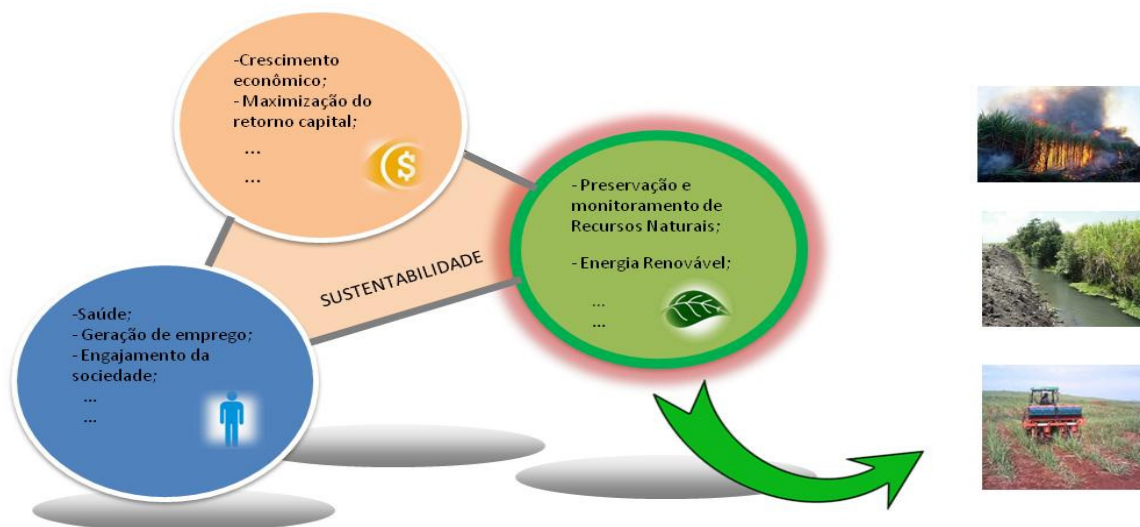 -Crescimento
econômico;
- Maximização do
retorno capital;
...
...
$
- Preservação e
monitoramento de
Recursos Naturais;
- Energia Renovável;
...
...
SUSTENTABILIDADE
-Saúde;
- Geração de emprego;
- Engajamento da
sociedade;
...
...